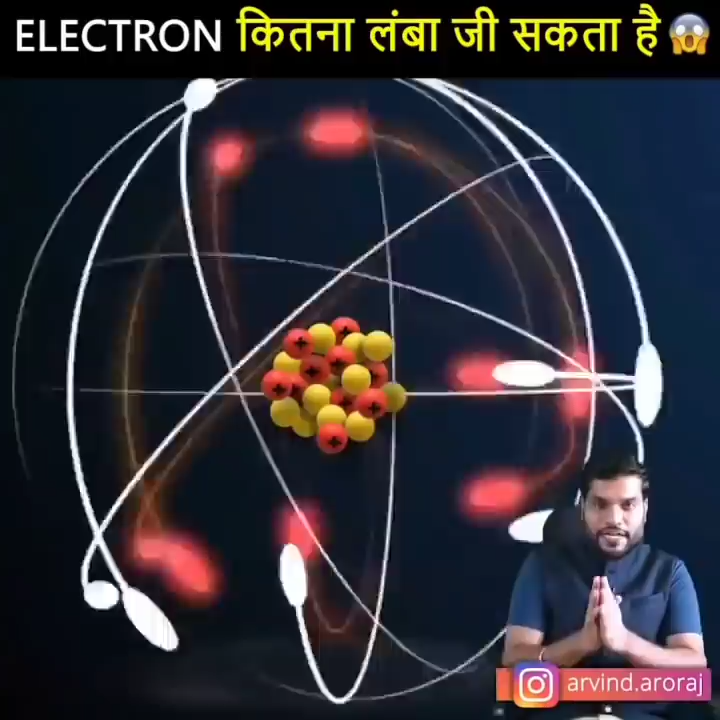 ELECTRON कितना लंबा जी सकता है😱
arvind.aroraj